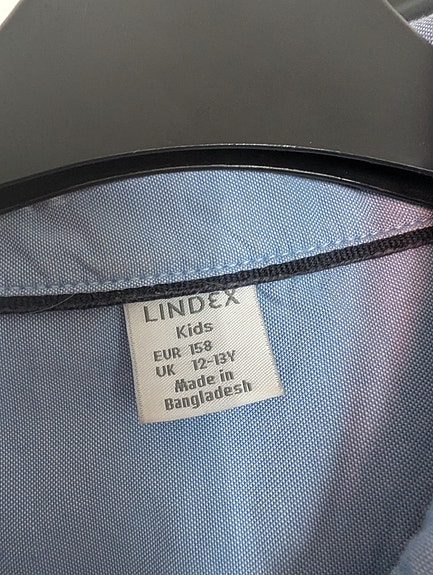 LINDEX
Kids
EUR 158
UK 12-13Y
Made in
Bangladesh